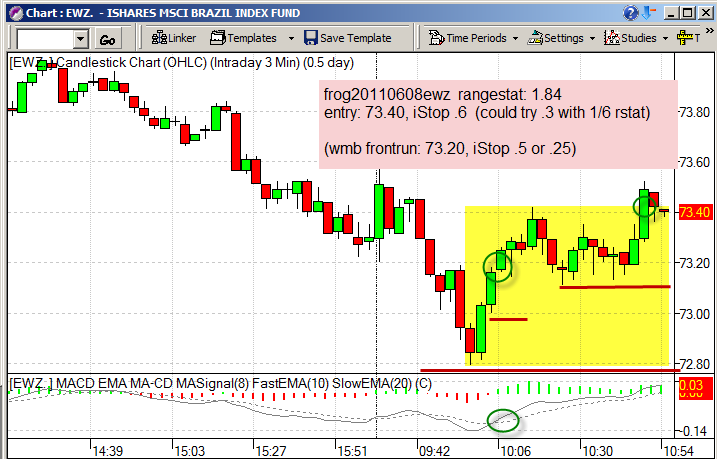 Chart : EWZ. - ISHARES MSCI BRAZIL INDEX FUND
Go Linker Templates Save Template Time Periods Settings Studies T
[EWZ. ] Candlestick Chart (OHLC) (Intraday 3 Min) (0.5 day)
frog20110608ewz rangestat: 1.84
entry: 73.40, iStop .6 (could try .3 with 1/6 rstat)
(wmb frontrun: 73.20, iStop .5 or .25)
73.80
73.60
73.40
73.20
73.00
72.80
[EWZ. ] MACD EMA MA-CD MASignal(8) FastEMA(10) SlowEMA(20) (C)
0.03
-0.14
14:39 15:03 15:27 15:51 09:42 10:06 10:30 10:54